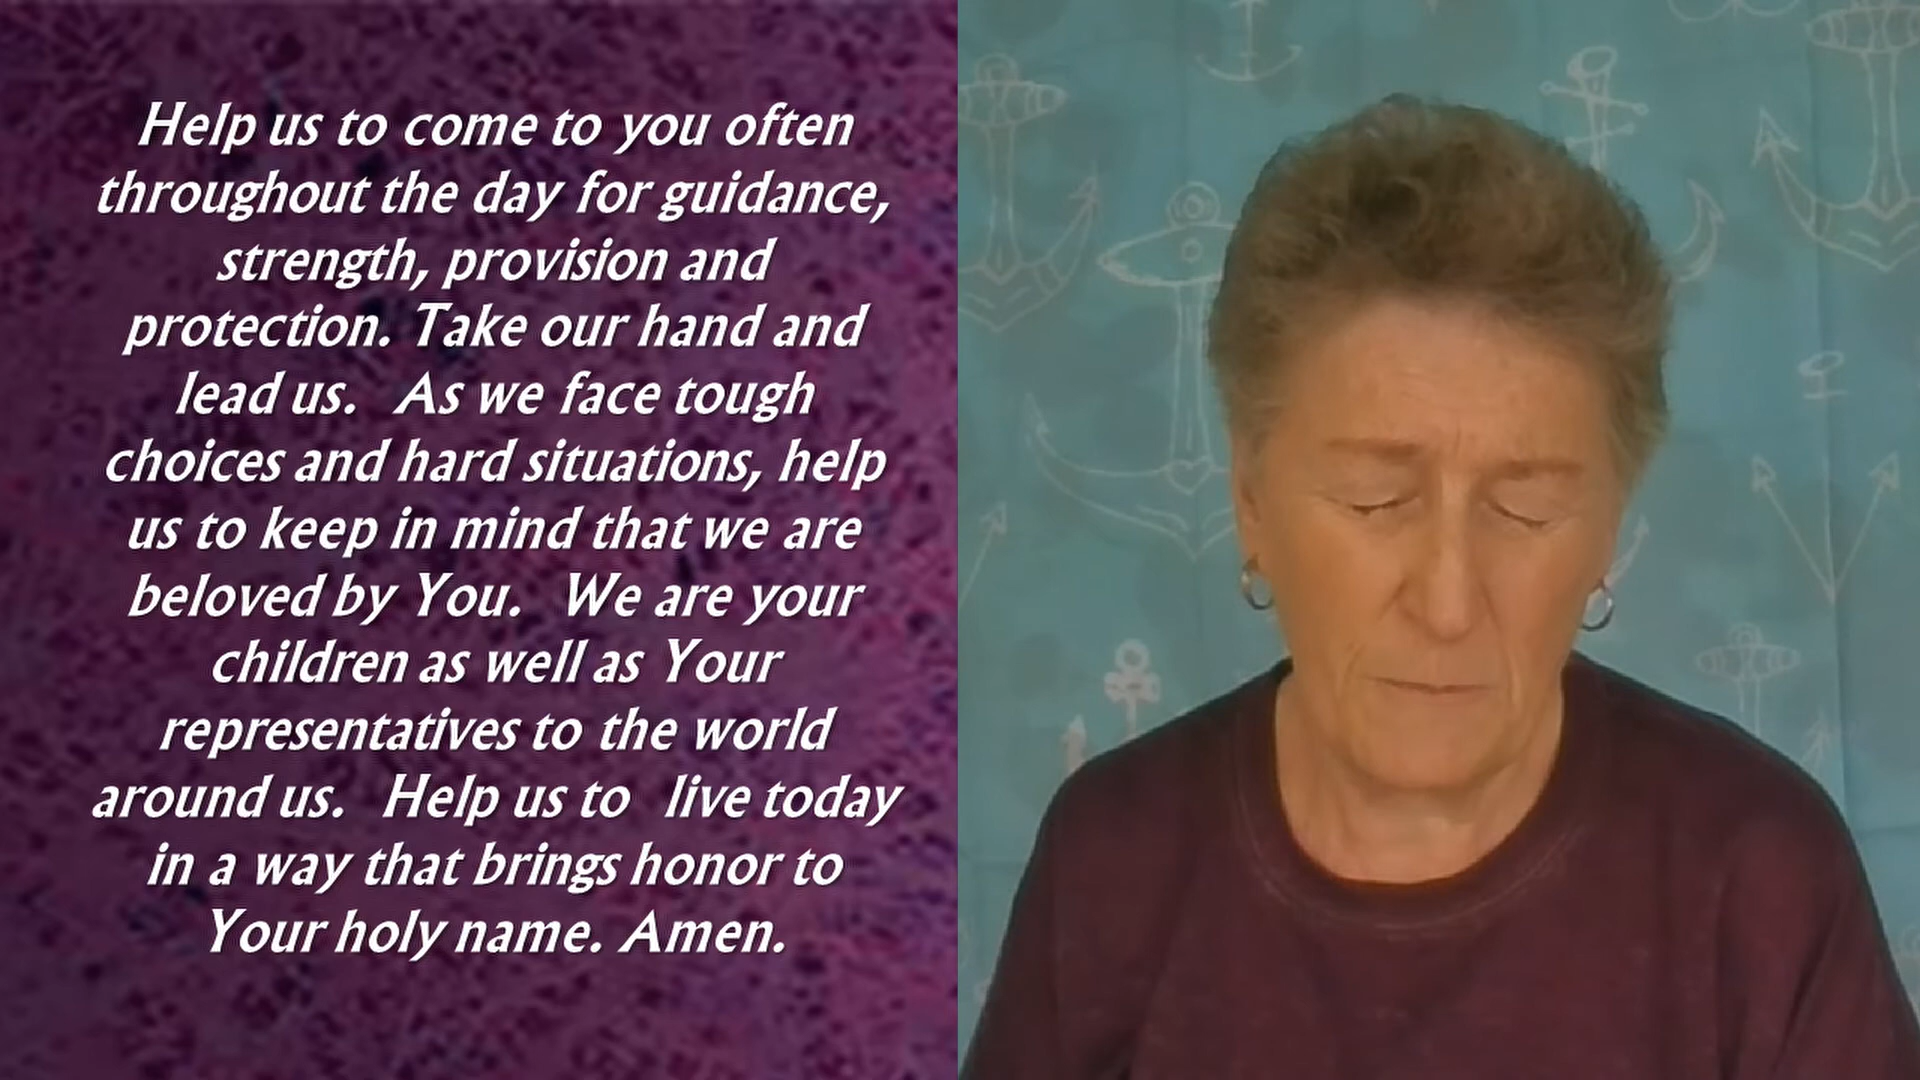 Help us to come to you often
throughout the day for guidance,
strength, provision and
protection. Take our hand and
lead us. As we face tough
choices and hard situations, help
us to keep in mind that we are
beloved by You. We are your
children as well as Your
representatives to the world
around us. Help us to live today
in a way that brings honor to
Your holy name. Amen.